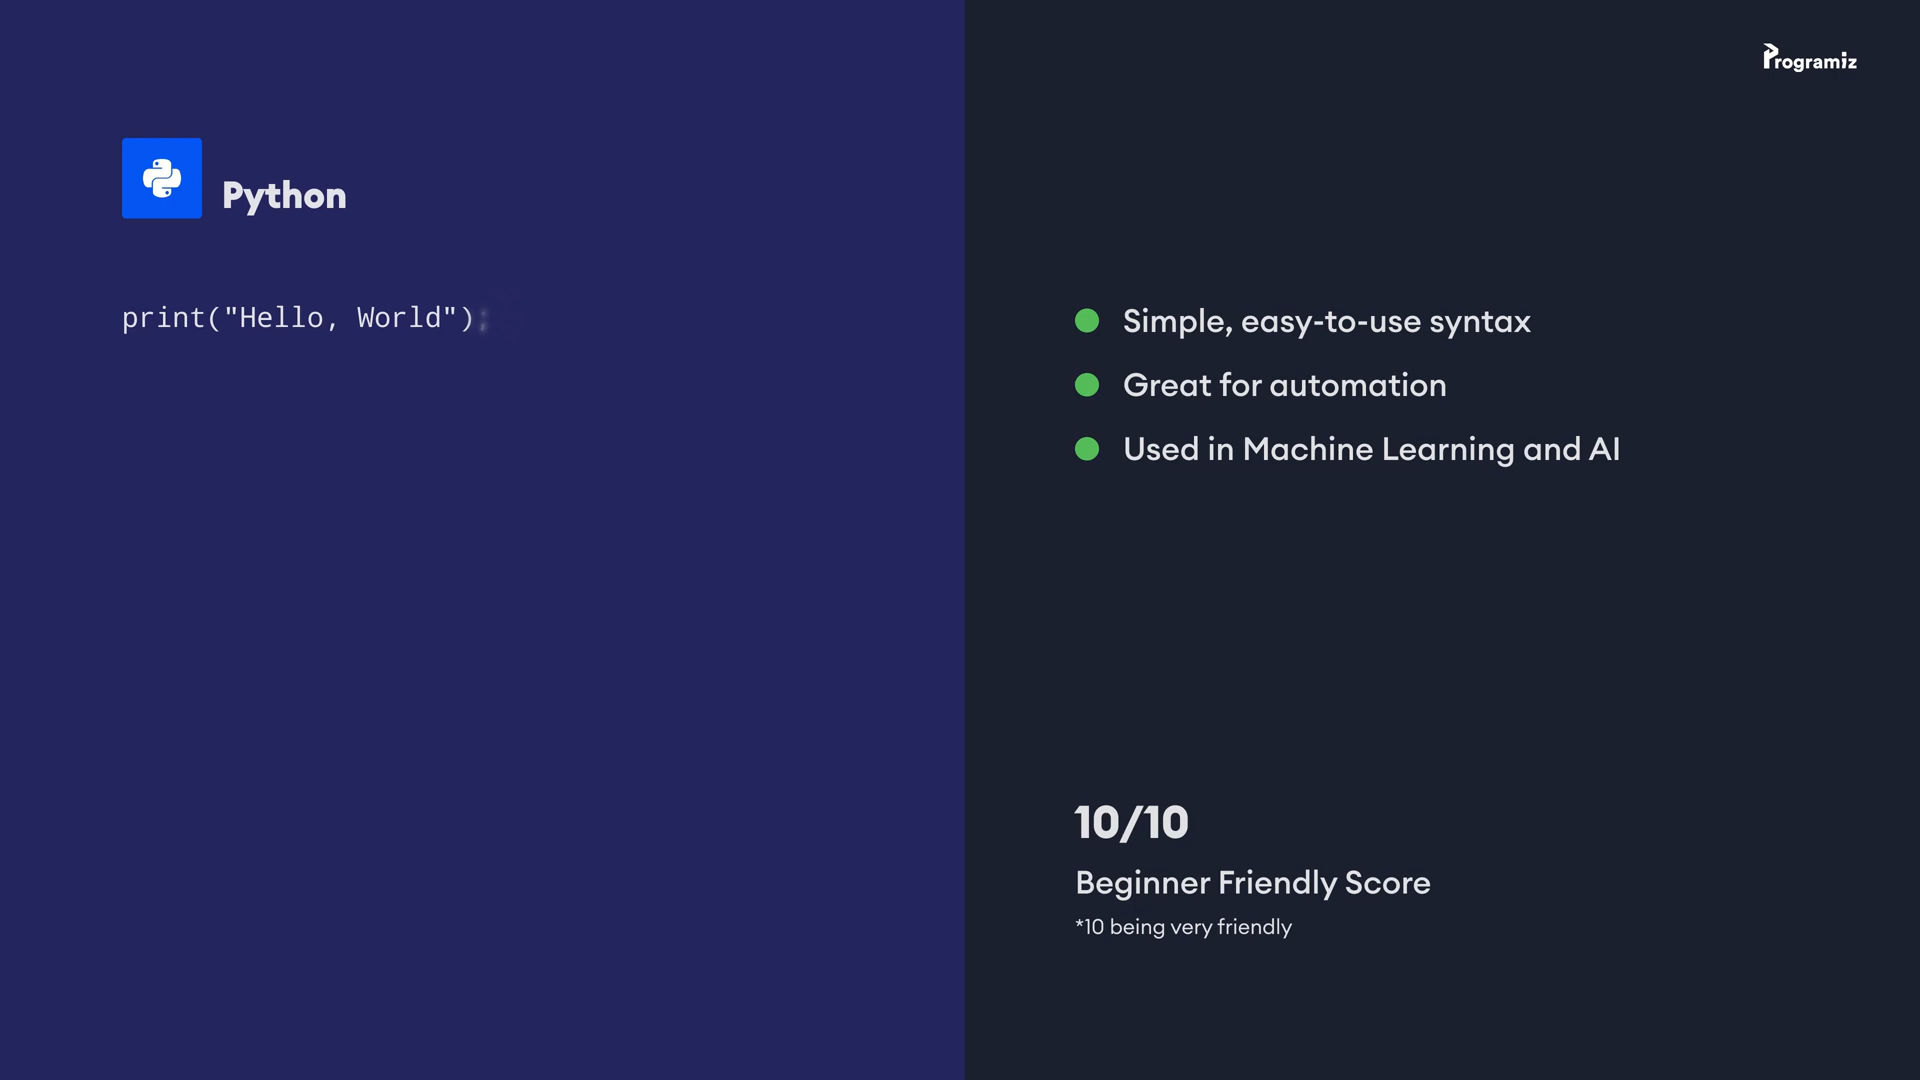 Programiz
Python
print("Hello, World");
Simple, easy-to-use syntax
Great for automation
Used in Machine Learning and AI
10/10
Beginner Friendly Score
*10 being very friendly